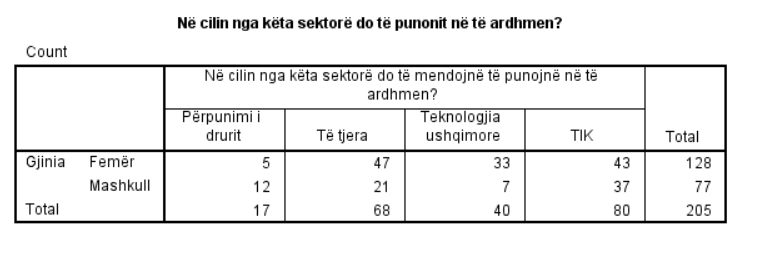 Në cilin nga këta sektorë do të punonit në të ardhmen?
Count
Në cilin nga këta sektorë do të mendojnë të punojnë në të
ardhmen?
Përpunimi i
drurit
Të tjera
Teknologjia
ushqimore
TIK
Total
Gjinia Femër 5 47 33 43 128
Mashkull 12 21 7 37 77
Total 17 68 40 80 205